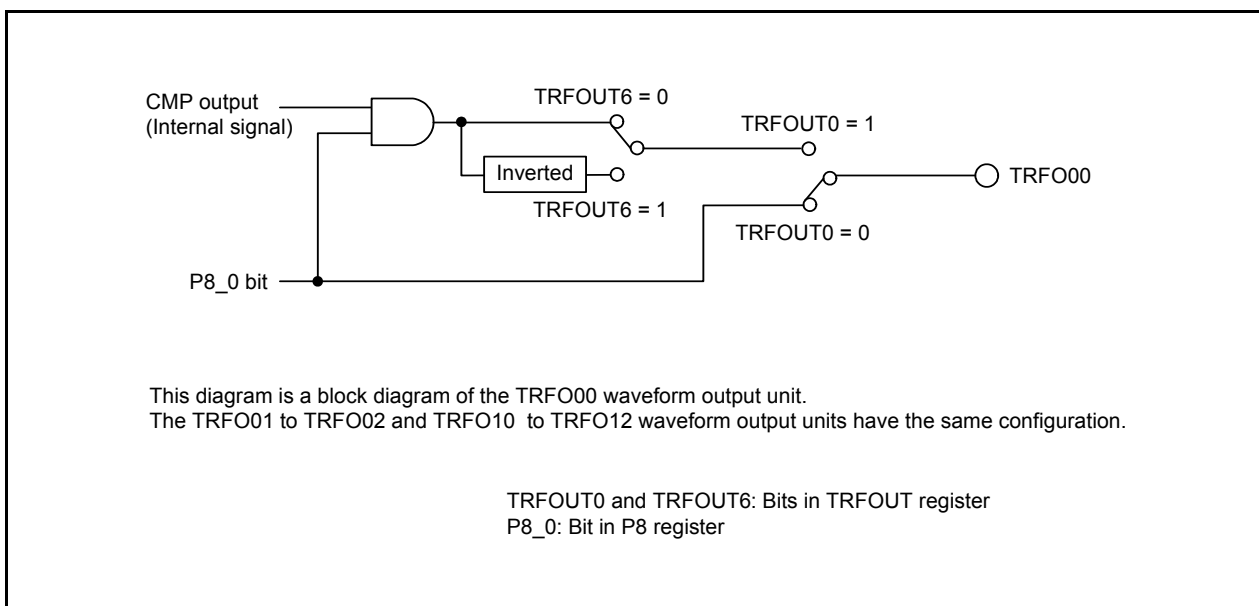 CMP output
(Internal signal)
TRFOUT6 = 0
TRFOUT0 = 1
Inverted
TRFO00
TRFOUT6 = 1
TRFOUT0 = 0
P8_0 bit
This diagram is a block diagram of the TRFO00 waveform output unit.
The TRFO01 to TRFO02 and TRFO10  to TRFO12 waveform output units have the same configuration.
TRFOUT0 and TRFOUT6: Bits in TRFOUT register
P8_0: Bit in P8 register